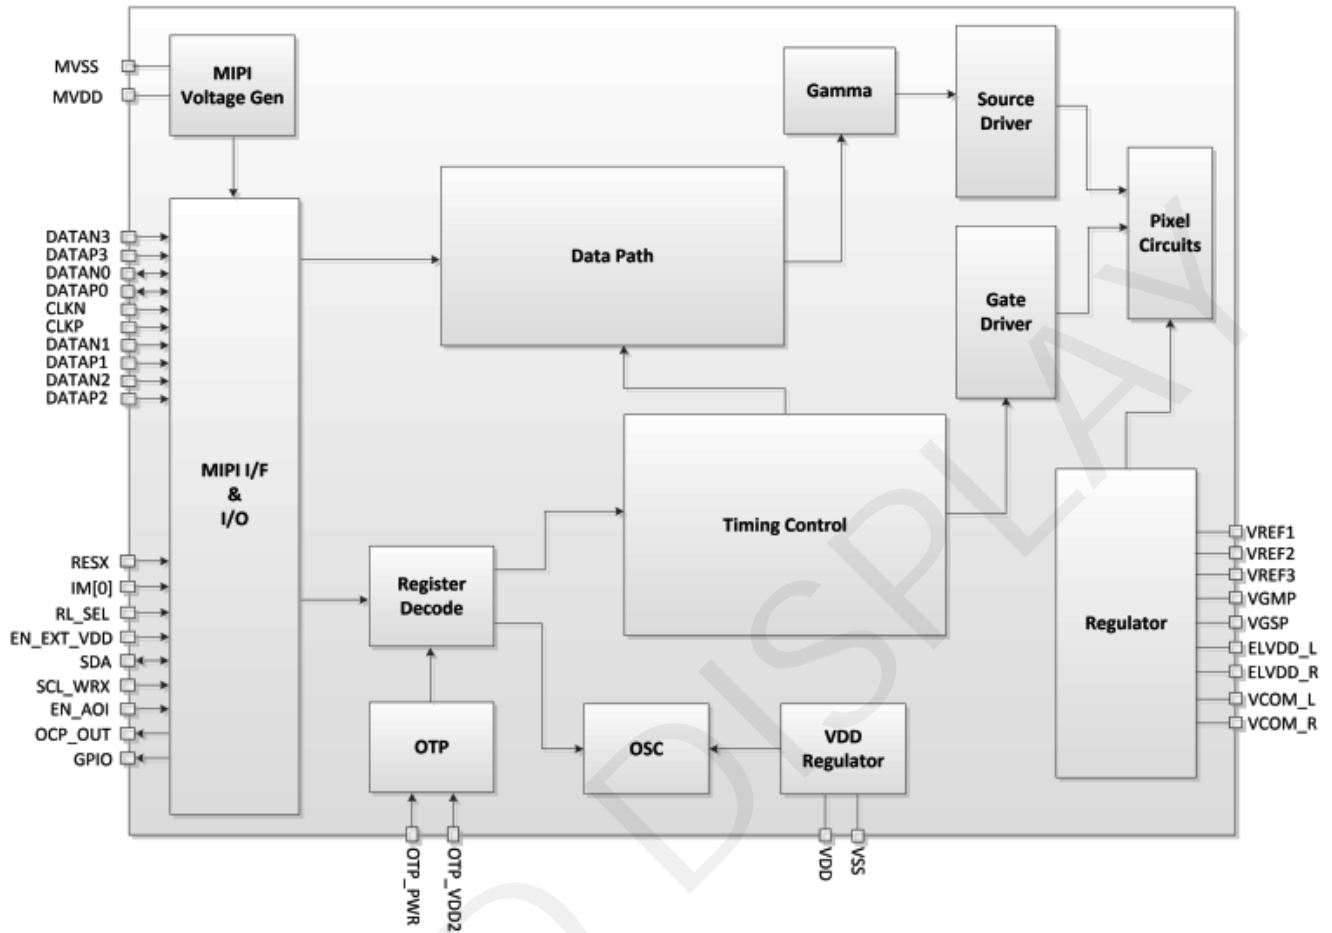 MVSS
MVDD
MIPI
Voltage Gen
Gamma
Source
Driver
Pixel
Circuits
Data Path
Gate
Driver
DATAN3
DATAP3
DATAN0
DATAP0
CLKN
CLKP
DATAN1
DATAP1
DATAN2
DATAP2
MIPI I/F
&
I/O
RESX
IM[0]
RL_SEL
EN_EXT_VDD
SDA
SCL_WRX
EN_AOI
OCP_OUT
GPIO
Register
Decode
Timing Control
Regulator
VREF1
VREF2
VREF3
VGMP
VGSP
ELVDD_L
ELVDD_R
VCOM_L
VCOM_R
OTP
OSC
VDD
Regulator
OTP_PWR
OTP_VDD2
VDD
VSS
DISPLAY